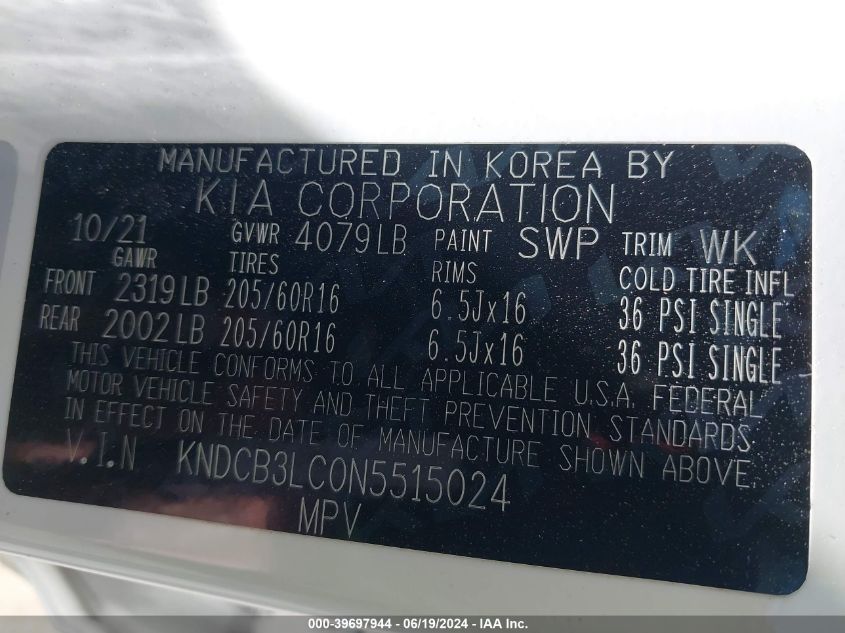 MANUFACTURED IN KOREA BY
KIA CORPORATION
10/21 GVWR 4079LB PAINT SWP TRIM WK
GAWR TIRES RIMS COLD TIRE INFL
FRONT 2319LB 205/60R16 6.5Jx16 36 PSI SINGLE
REAR 2002LB 205/60R16 6.5Jx16 36 PSI SINGLE
THIS VEHICLE CONFORMS TO ALL APPLICABLE U.S.A. FEDERAL
MOTOR VEHICLE SAFETY AND THEFT PREVENTION STANDARDS
IN EFFECT ON THE DATE OF MANUFACTURE SHOWN ABOVE.
V.I.N KNDCB3LC0N5515024
MPV
000-39697944 - 06/19/2024 - IAA Inc.